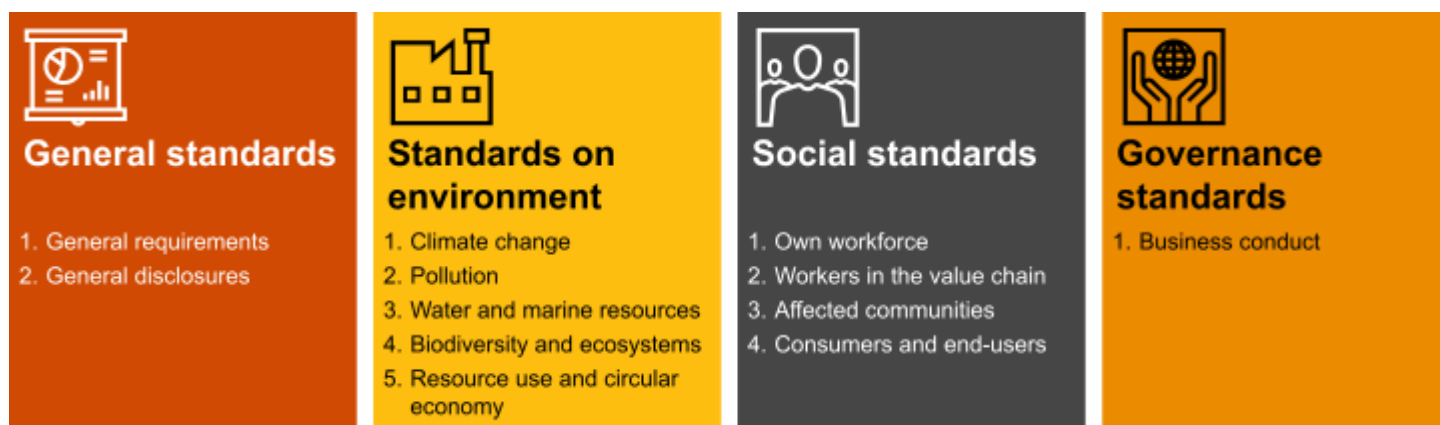 General standards
1. General requirements
2. General disclosures
Standards on
environment
1. Climate change
2. Pollution
3. Water and marine resources
4. Biodiversity and ecosystems
5. Resource use and circular
economy
Social standards
1. Own workforce
2. Workers in the value chain
3. Affected communities
4. Consumers and end-users
Governance
standards
1. Business conduct